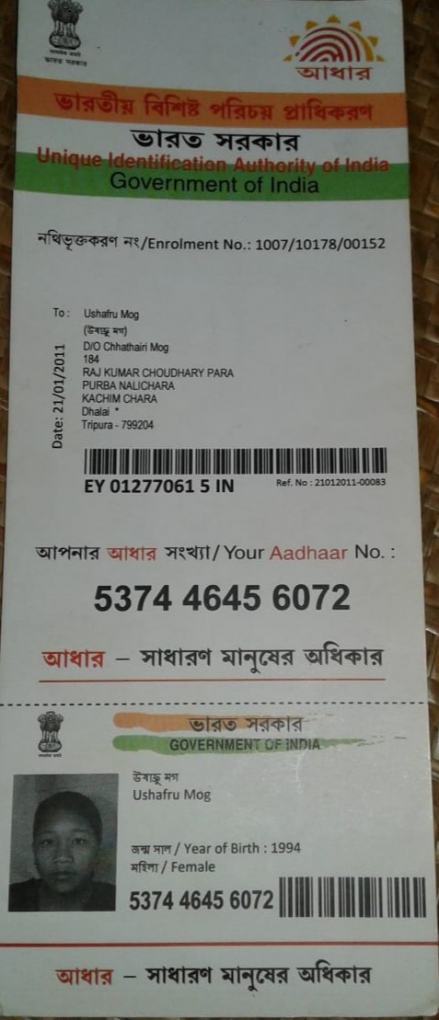 ভারত সরকার
আধার
ভারতীয় বিশিষ্ট পরিচয় প্রাধিকরণ
ভারত সরকার
Unique Identification Authority of India
Government of India
নথিভূক্তকরণ নং/Enrolment No.: 1007/10178/00152
To : Ushafru Mog
(উষাফ্রু মগ)
D/O Chhathairi Mog
184
RAJ KUMAR CHOUDHARY PARA
PURBA NALICHARA
KACHIM CHARA
Dhalai *
Tripura - 799204
Date: 21/01/2011
EY 01277061 5 IN
Ref. No : 21012011-00083
আপনার আধার সংখ্যা/ Your Aadhaar No. :
5374 4645 6072
আধার – সাধারণ মানুষের অধিকার
ভারত সরকার
GOVERNMENT OF INDIA
উষাফ্রু মগ
Ushafru Mog
জন্ম সাল / Year of Birth : 1994
মহিলা / Female
5374 4645 6072
আধার – সাধারণ মানুষের অধিকার